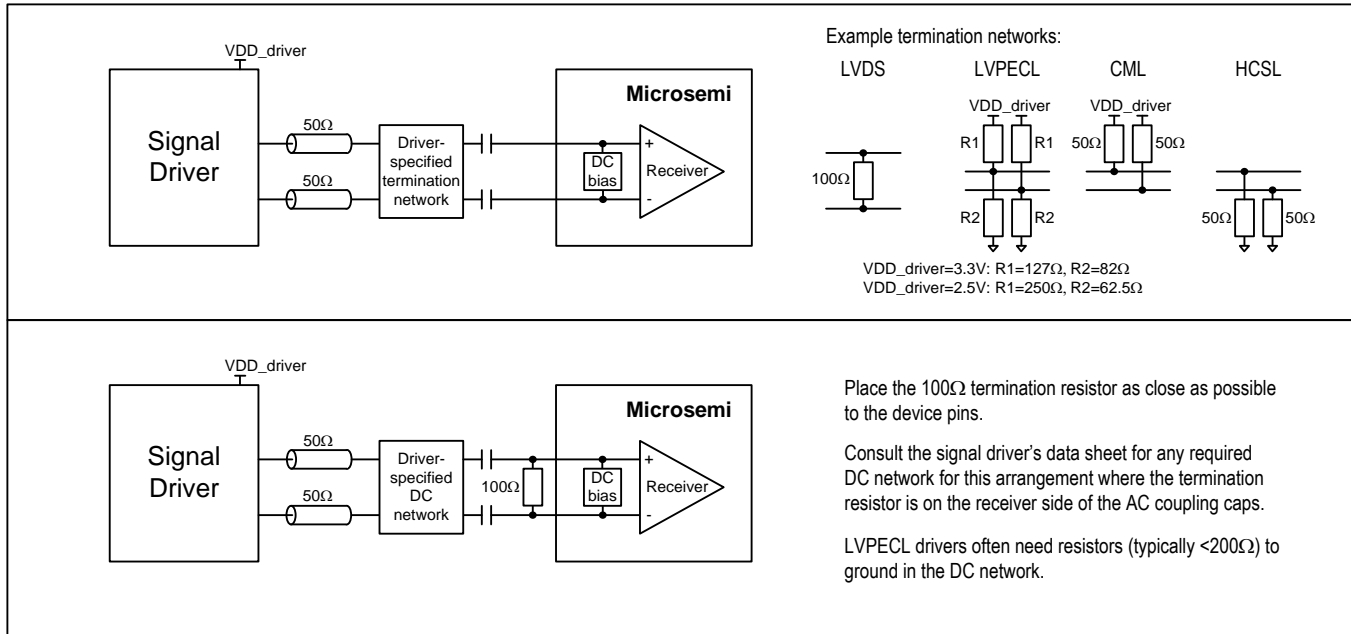 VDD_driver
Signal
Driver
50Ω
50Ω
Driver-
specified
termination
network
Microsemi
+
-
DC
bias
Receiver
Example termination networks:
LVDS
LVPECL
CML
HCSL
100Ω
VDD_driver
R1
R1
R2
R2
VDD_driver
50Ω
50Ω
50Ω
50Ω
VDD_driver=3.3V: R1=127Ω, R2=82Ω
VDD_driver=2.5V: R1=250Ω, R2=62.5Ω
VDD_driver
Signal
Driver
50Ω
50Ω
Driver-
specified
DC
network
100Ω
Microsemi
+
-
DC
bias
Receiver
Place the 100Ω termination resistor as close as possible
to the device pins.
Consult the signal driver's data sheet for any required
DC network for this arrangement where the termination
resistor is on the receiver side of the AC coupling caps.
LVPECL drivers often need resistors (typically <200Ω) to
ground in the DC network.